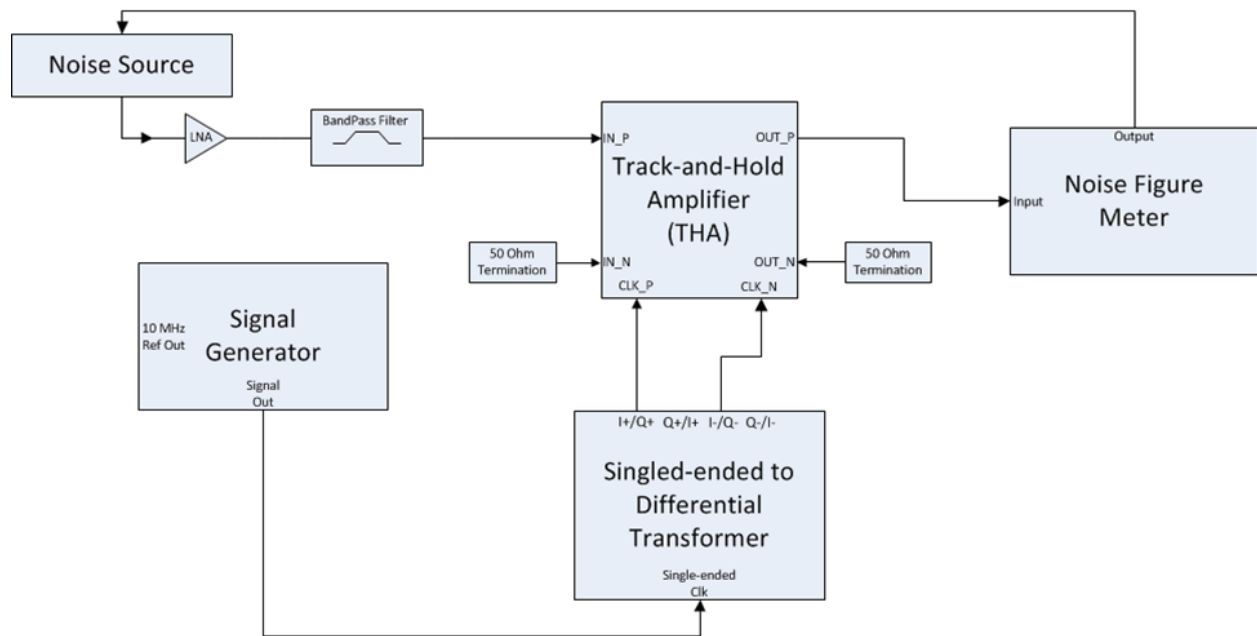 Noise Source
LNA
BandPass Filter
IN_P
OUT_P
Track-and-Hold
Amplifier
(THA)
IN_N
OUT_N
CLK_P
CLK_N
50 Ohm
Termination
50 Ohm
Termination
Output
Input
Noise Figure
Meter
10 MHz
Ref Out
Signal
Generator
Signal
Out
I+/Q+ Q+/I+ I-/Q- Q-/I-
Singled-ended to
Differential
Transformer
Single-ended
Clk